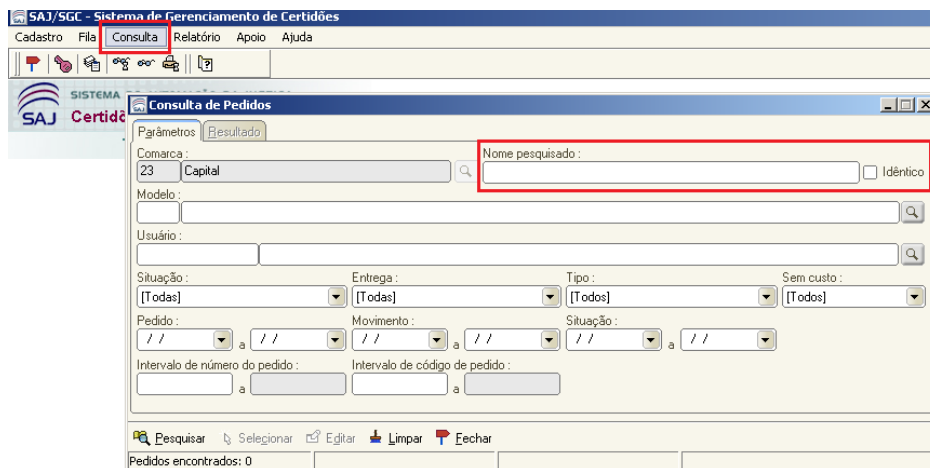 SAJ/SGC - Sistema de Gerenciamento de Certidões
Cadastro Fila Consulta Relatório Apoio Ajuda
SISTEMA
SAJ
Consulta de Pedidos
Parâmetros Resultado
Comarca : Nome pesquisado :
23 Capital Idêntico
Modelo :
Usuário :
Situação : Entrega : Tipo : Sem custo :
[Todas] [Todas] [Todos] [Todos]
Pedido : Movimento : Situação :
/ / a / / / / a / / / / a / /
Intervalo de número do pedido : Intervalo de código de pedido :
a a
Pesquisar Selecionar Editar Limpar Fechar
Pedidos encontrados: 0